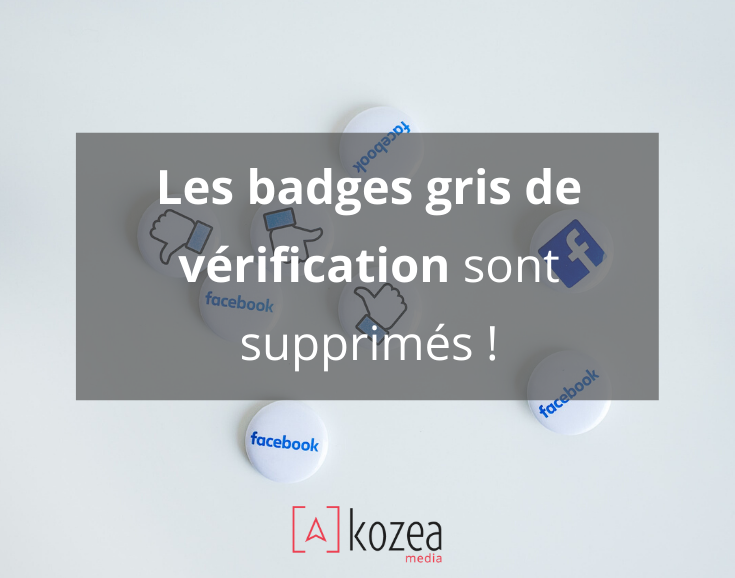 facebook
Les badges gris de
vérification sont
facebook
supprimés !
facebook
facebook
kozea
media